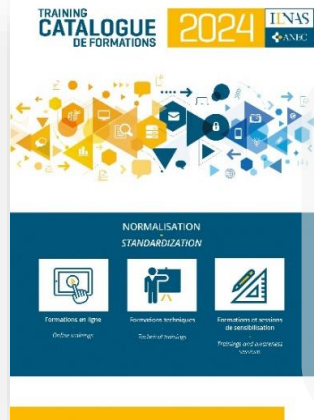 TRAINING
CATALOGUE
DE FORMATIONS
2024
ILNAS
ANEC
NORMALISATION
-
STANDARDIZATION
Formations en ligne
-
Online trainings
Formations techniques
-
Technical trainings
Formations et sessions
de sensibilisation
-
Trainings and awareness
sessions